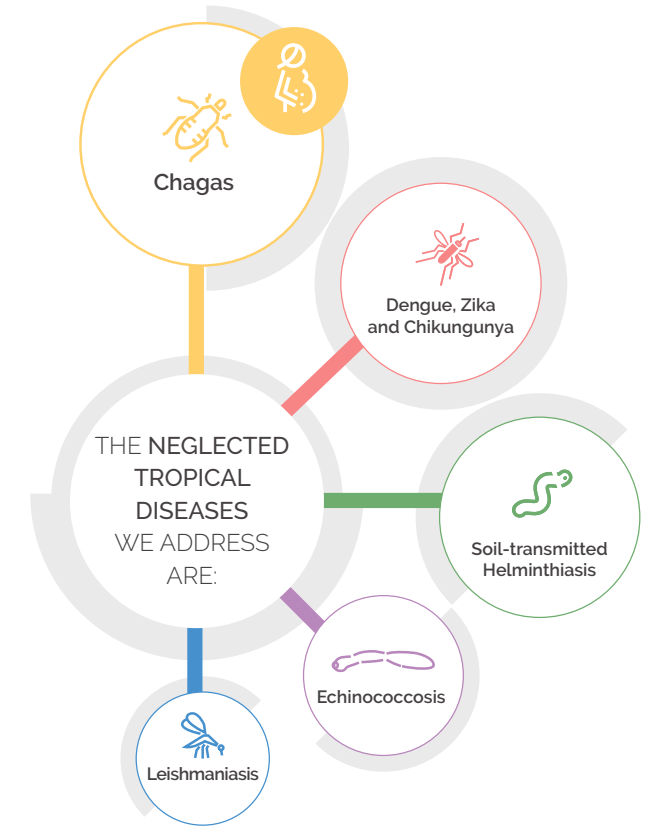 Chagas
Dengue, Zika
and Chikungunya
THE NEGLECTED
TROPICAL
DISEASES
WE ADDRESS
ARE:
Soil-transmitted
Helminthiasis
Echinococcosis
Leishmaniasis